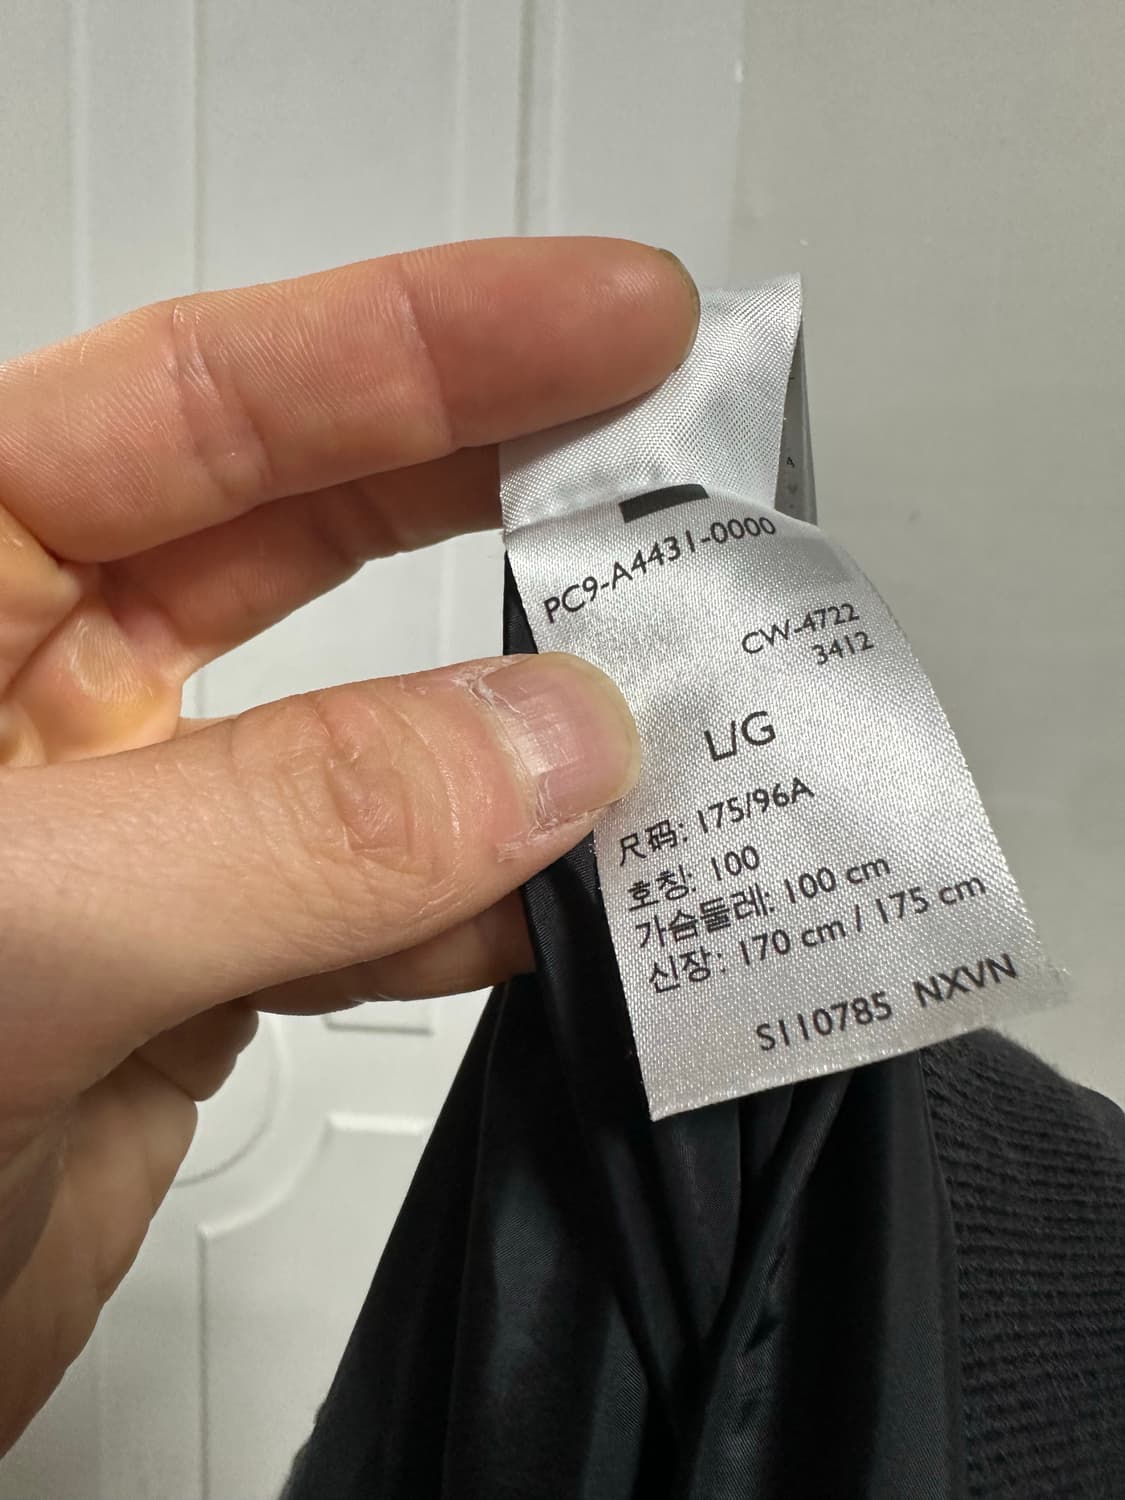 PC9-A4431-0000
CW-4722
3412
L/G
尺码: 175/96A
호칭: 100
가슴둘레: 100 cm
신장: 170 cm / 175 cm
S110785 NXVN